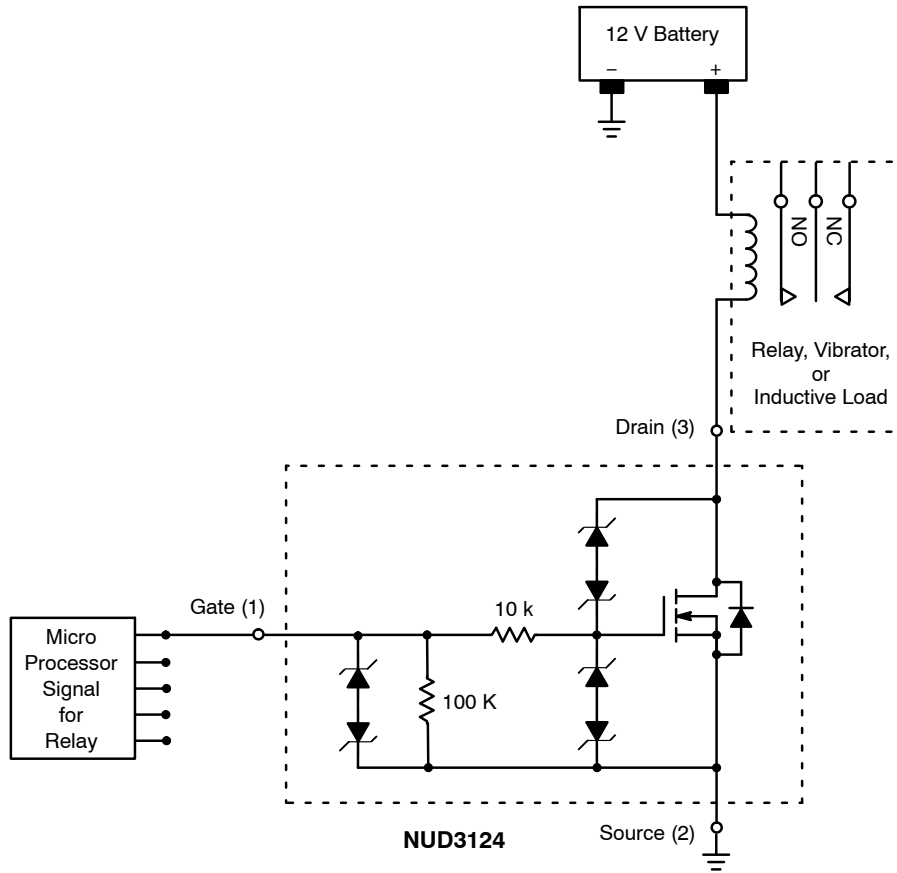 12 V Battery
− +
NO
NC
Relay, Vibrator,
or
Inductive Load
Drain (3)
Gate (1)
10 k
Micro
Processor
Signal
for
Relay
100 K
Source (2)
NUD3124